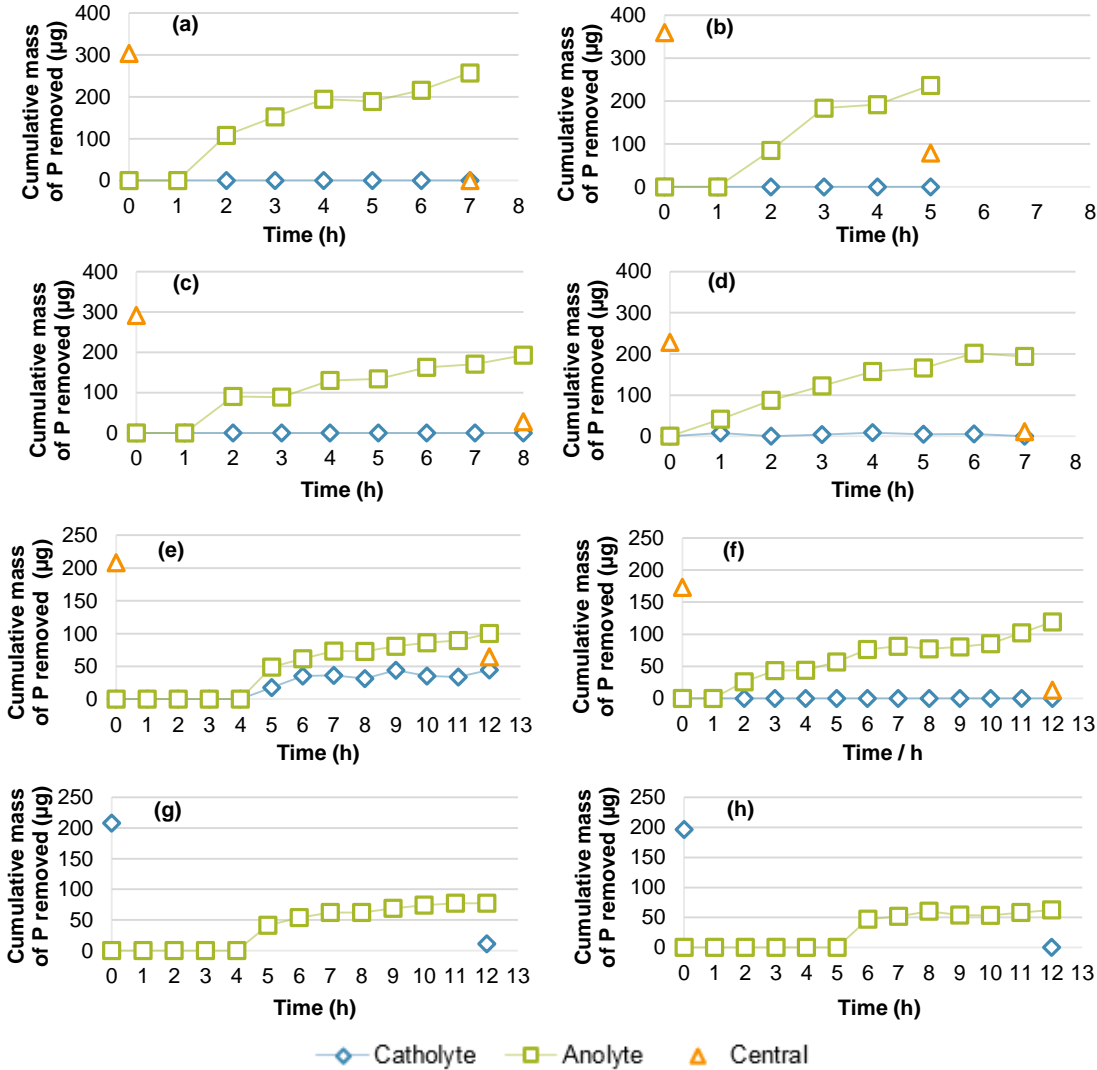 Cumulative mass
of P removed (µg)
400
300
200
100
0
(a)
0 1 2 3 4 5 6 7 8
Time (h)
Cumulative mass
of P removed (µg)
400
300
200
100
0
(b)
0 1 2 3 4 5 6 7 8
Time (h)
Cumulative mass
of P removed (µg)
400
300
200
100
0
(c)
0 1 2 3 4 5 6 7 8
Time (h)
Cumulative mass
of P removed (µg)
400
300
200
100
0
(d)
0 1 2 3 4 5 6 7 8
Time (h)
Cumulative mass
of P removed (µg)
250
200
150
100
50
0
(e)
0 1 2 3 4 5 6 7 8 9 10 11 12 13
Time (h)
Cumulative mass
of P removed (µg)
250
200
150
100
50
0
(f)
0 1 2 3 4 5 6 7 8 9 10 11 12 13
Time / h
Cumulative mass
of P removed (µg)
250
200
150
100
50
0
(g)
0 1 2 3 4 5 6 7 8 9 10 11 12 13
Time (h)
Cumulative mass
of P removed (µg)
250
200
150
100
50
0
(h)
0 1 2 3 4 5 6 7 8 9 10 11 12 13
Time (h)
Catholyte Anolyte Central